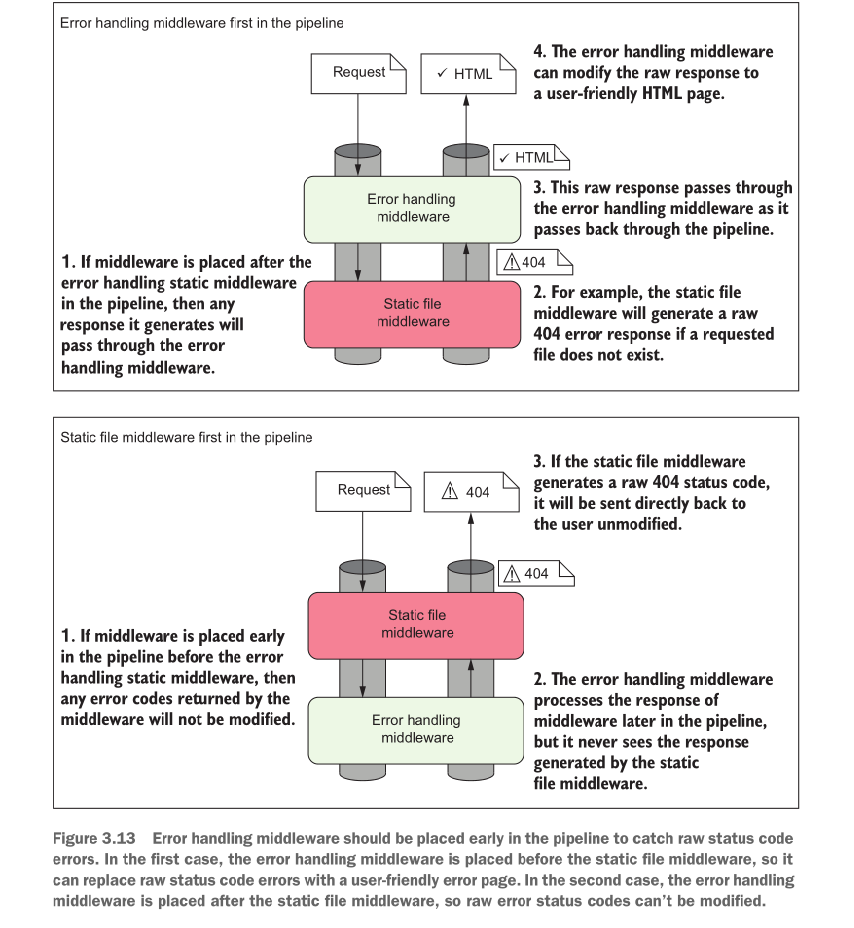 Error handling middleware first in the pipeline
Request
✓ HTML
4. The error handling middleware
can modify the raw response to
a user-friendly HTML page.
✓ HTML
Error handling
middleware
3. This raw response passes through
the error handling middleware as it
passes back through the pipeline.
1. If middleware is placed after the
error handling static middleware
in the pipeline, then any
response it generates will
pass through the error
handling middleware.
⚠ 404
Static file
middleware
2. For example, the static file
middleware will generate a raw
404 error response if a requested
file does not exist.
Static file middleware first in the pipeline
Request
⚠ 404
3. If the static file middleware
generates a raw 404 status code,
it will be sent directly back to
the user unmodified.
⚠ 404
Static file
middleware
1. If middleware is placed early
in the pipeline before the error
handling static middleware, then
any error codes returned by the
middleware will not be modified.
Error handling
middleware
2. The error handling middleware
processes the response of
middleware later in the pipeline,
but it never sees the response
generated by the static
file middleware.
Figure 3.13 Error handling middleware should be placed early in the pipeline to catch raw status code
errors. In the first case, the error handling middleware is placed before the static file middleware, so it
can replace raw status code errors with a user-friendly error page. In the second case, the error handling
middleware is placed after the static file middleware, so raw error status codes can't be modified.